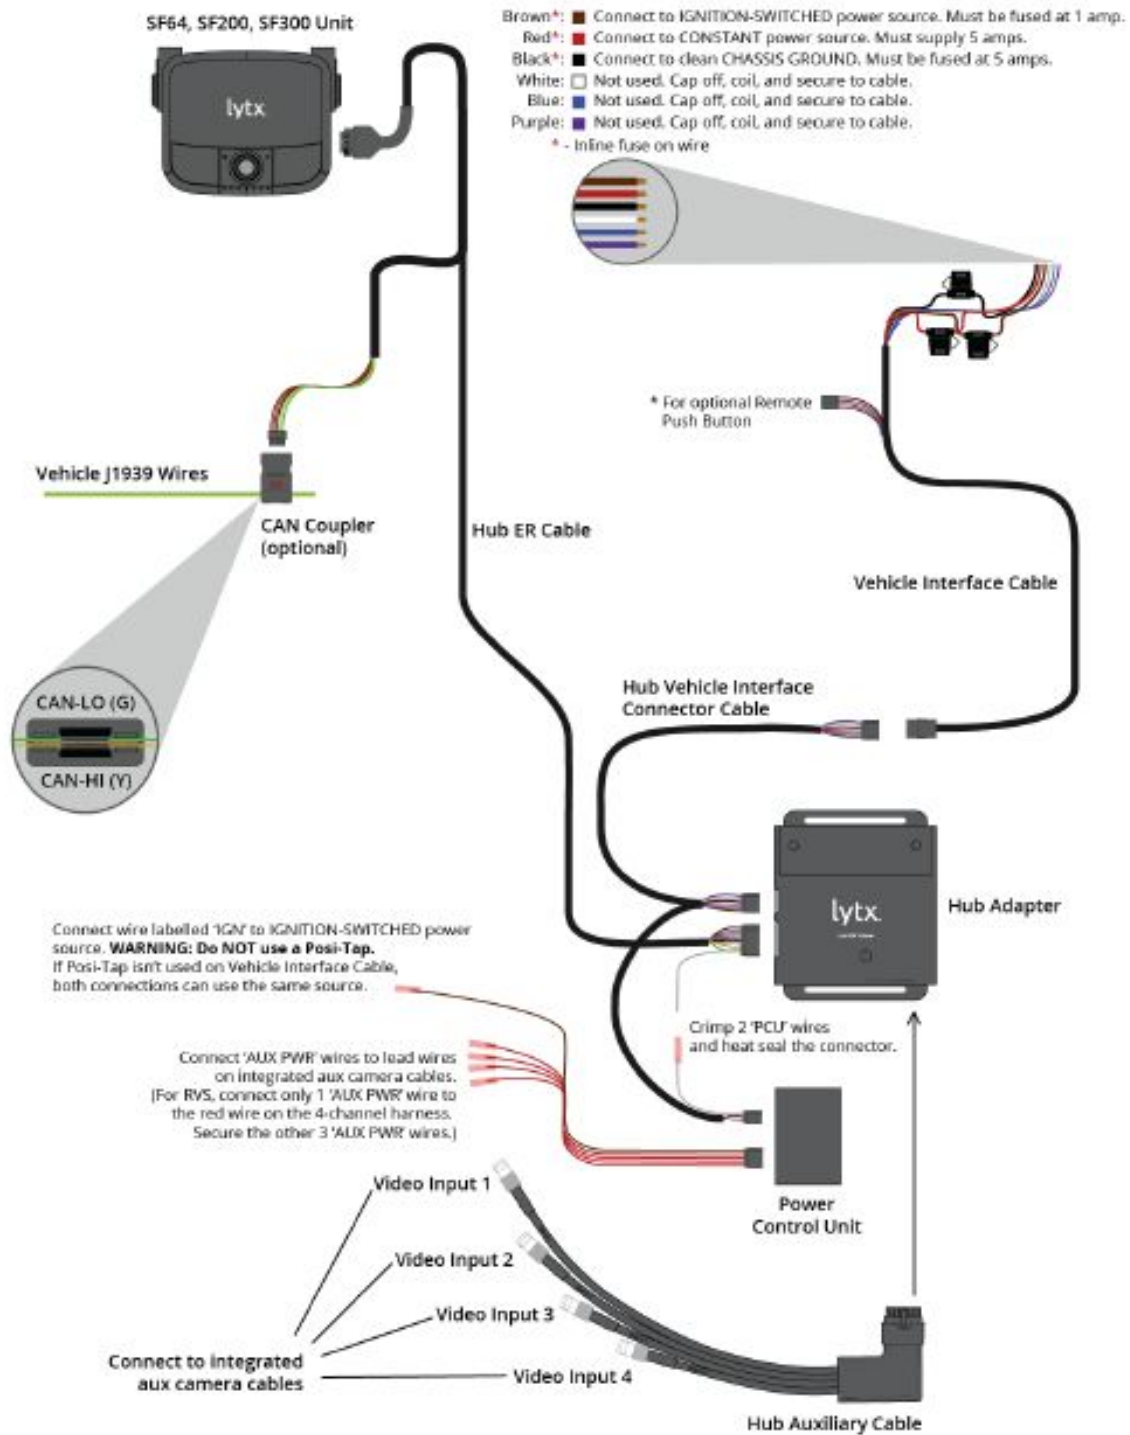 SF64, SF200, SF300 Unit
lytx
Brown*: Connect to IGNITION-SWITCHED power source. Must be fused at 1 amp.
Red*: Connect to CONSTANT power source. Must supply 5 amps.
Black*: Connect to clean CHASSIS GROUND. Must be fused at 5 amps.
White: Not used. Cap off, coil, and secure to cable.
Blue: Not used. Cap off, coil, and secure to cable.
Purple: Not used. Cap off, coil, and secure to cable.
* - Inline fuse on wire
* For optional Remote
Push Button
Vehicle J1939 Wires
CAN Coupler
(optional)
Hub ER Cable
Vehicle Interface Cable
CAN-LO (G)
CAN-HI (Y)
Hub Vehicle Interface
Connector Cable
lytx
Hub Adapter
Connect wire labelled 'IGN' to IGNITION-SWITCHED power
source. WARNING: Do NOT use a Posi-Tap.
If Posi-Tap isn't used on Vehicle Interface Cable,
both connections can use the same source.
Crimp 2 'PCU' wires
and heat seal the connector.
Connect 'AUX PWR' wires to lead wires
on integrated aux camera cables.
(For RVS, connect only 1 'AUX PWR' wire to
the red wire on the 4-channel harness.
Secure the other 3 'AUX PWR' wires.)
Power
Control Unit
Video Input 1
Video Input 2
Video Input 3
Video Input 4
Connect to integrated
aux camera cables
Hub Auxiliary Cable